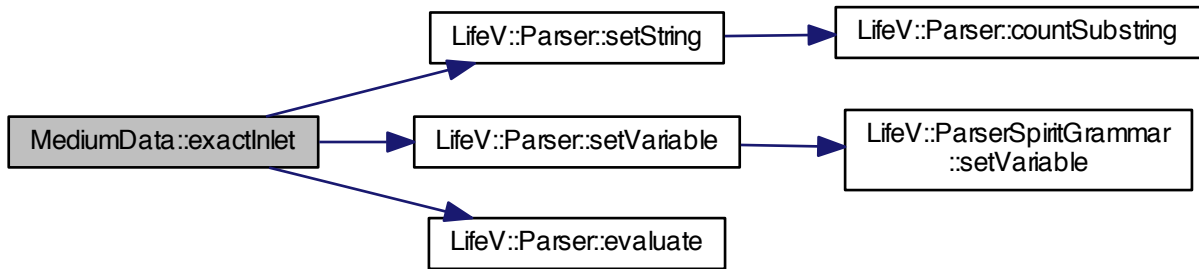 LifeV::Parser::setString
LifeV::Parser::countSubstring
MediumData::exactInlet
LifeV::Parser::setVariable
LifeV::ParserSpiritGrammar
::setVariable
LifeV::Parser::evaluate